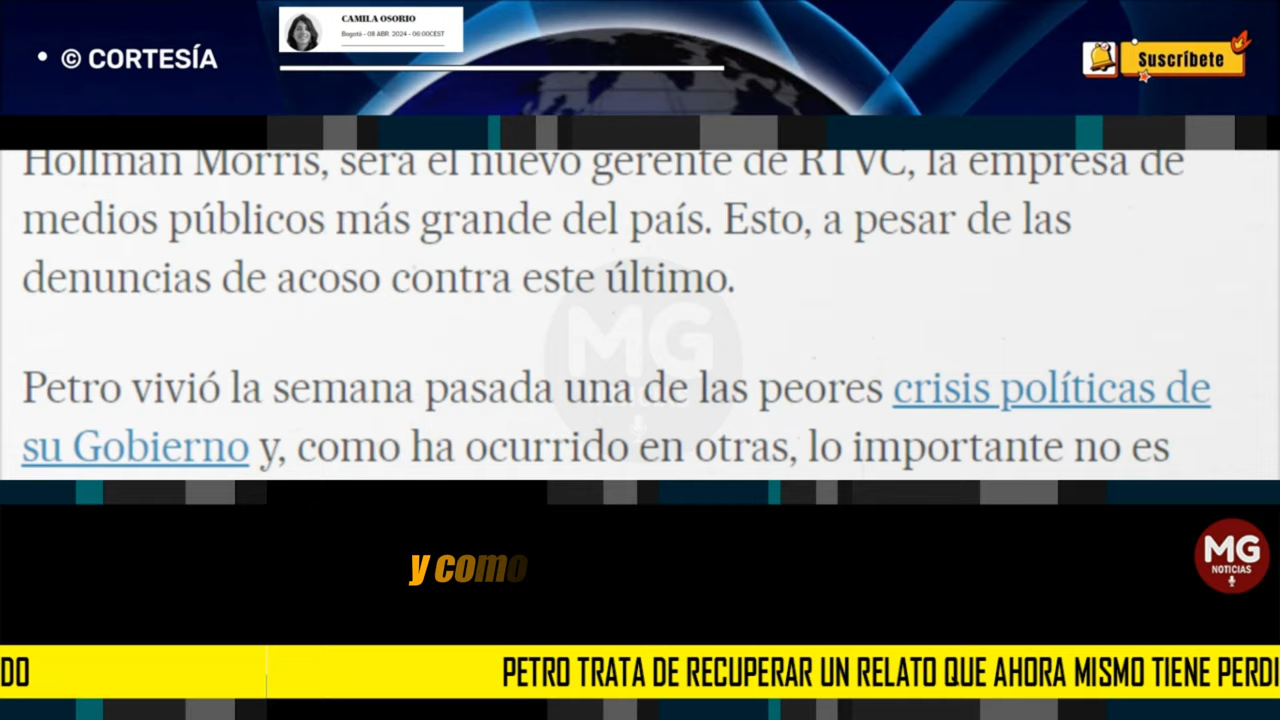 • © CORTESÍA
CAMILA OSORIO
Bogotá - 08 ABR. 2024 - 06:00CEST
Suscríbete
Hollman Morris, será el nuevo gerente de RTVC, la empresa de
medios públicos más grande del país. Esto, a pesar de las
denuncias de acoso contra este último.
MG
Petro vivió la semana pasada una de las peores crisis políticas de
su Gobierno y, como ha ocurrido en otras, lo importante no es
y como
MG
NOTICIAS
DO
PETRO TRATA DE RECUPERAR UN RELATO QUE AHORA MISMO TIENE PERDI